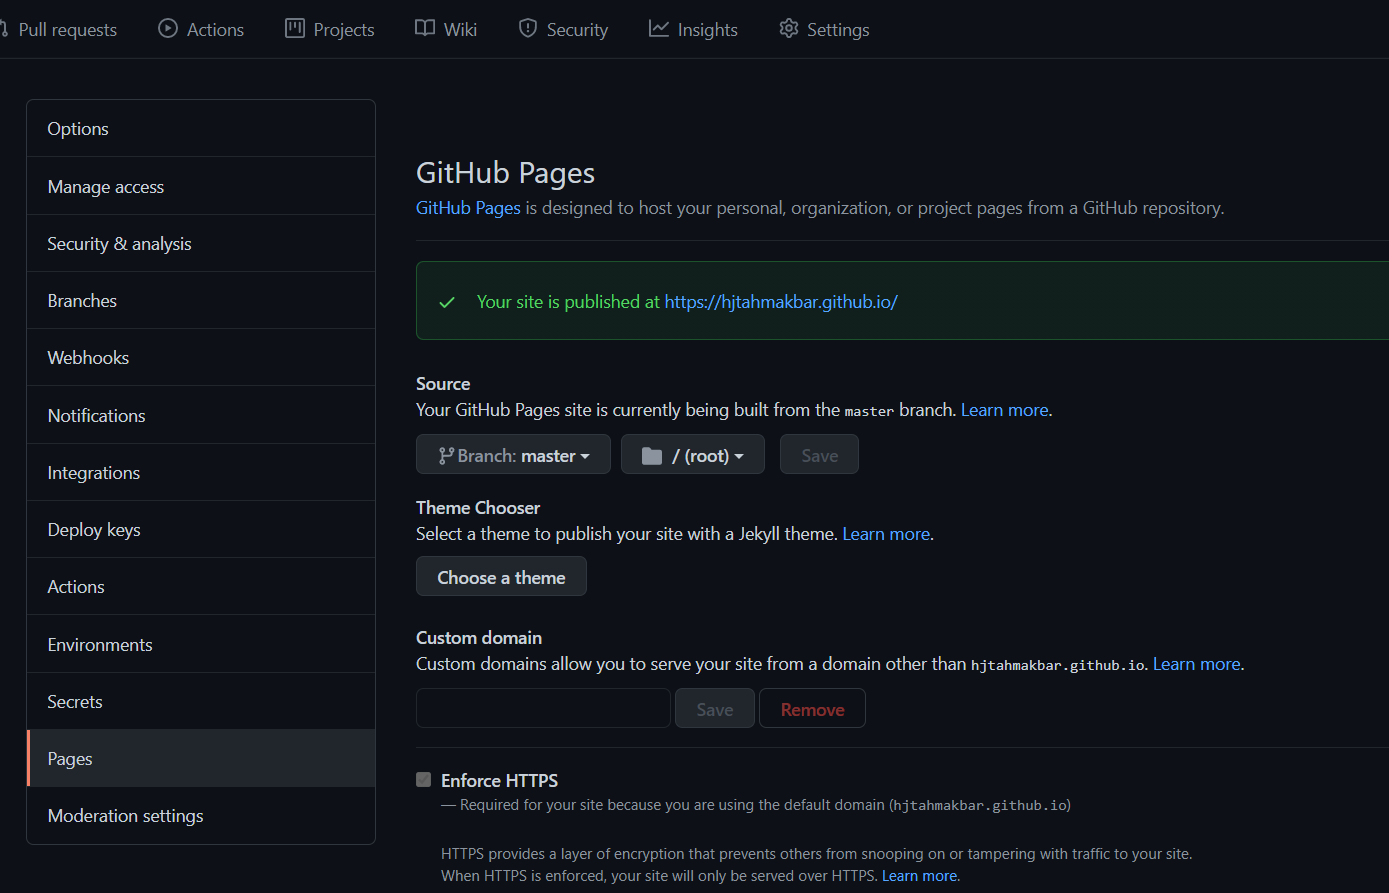 Pull requests Actions Projects Wiki Security Insights Settings
Options
Manage access
Security & analysis
Branches
Webhooks
Notifications
Integrations
Deploy keys
Actions
Environments
Secrets
Pages
Moderation settings
GitHub Pages
GitHub Pages is designed to host your personal, organization, or project pages from a GitHub repository.
Your site is published at https://hjtahmakbar.github.io/
Source
Your GitHub Pages site is currently being built from the master branch. Learn more.
Branch: master / (root) Save
Theme Chooser
Select a theme to publish your site with a Jekyll theme. Learn more.
Choose a theme
Custom domain
Custom domains allow you to serve your site from a domain other than hjtahmakbar.github.io. Learn more.
Save Remove
Enforce HTTPS
— Required for your site because you are using the default domain (hjtahmakbar.github.io)
HTTPS provides a layer of encryption that prevents others from snooping on or tampering with traffic to your site.
When HTTPS is enforced, your site will only be served over HTTPS. Learn more.